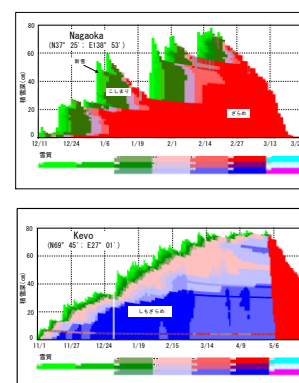 Nagaoka
(N37° 25′: E138° 53′)
新雪
こしまり
ざらめ
積雪深(cm)
80
60
40
20
0
12/11 12/24 1/6 1/19 2/1 2/14 2/27 3/13 3/2
雪質
Kevo
(N69° 45′: E27° 01′)
しもざらめ
積雪深(cm)
80
60
40
20
0
11/1 11/27 12/24 1/19 2/15 3/14 4/9 5/6
雪質